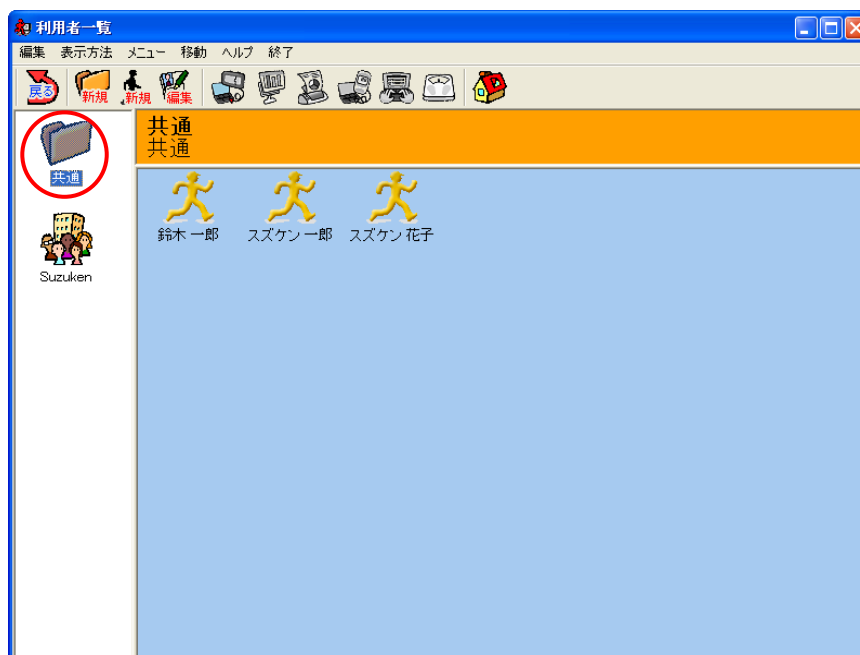 利用者一覧
編集 表示方法 メニュー 移動 ヘルプ 終了
戻る 新規 新規 編集
共通
共通
共通
鈴木 一郎 スズケン 一郎 スズケン 花子
Suzuken